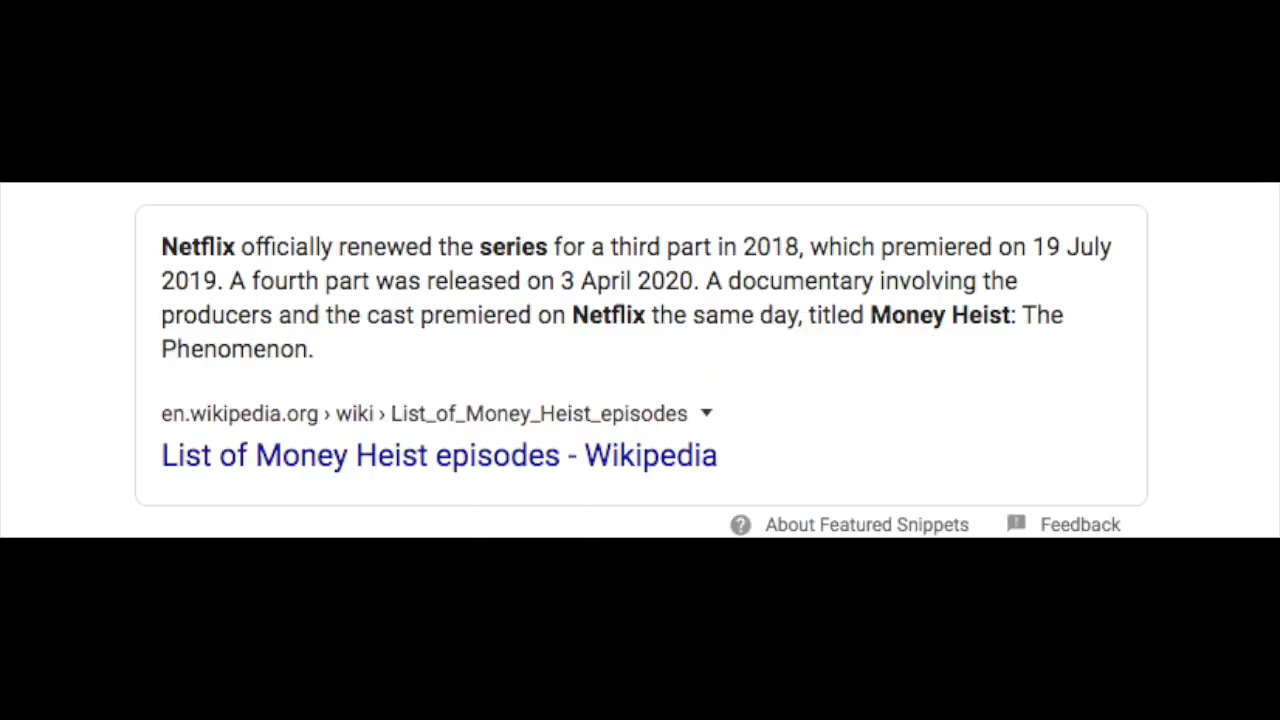 Netflix officially renewed the series for a third part in 2018, which premiered on 19 July
2019. A fourth part was released on 3 April 2020. A documentary involving the
producers and the cast premiered on Netflix the same day, titled Money Heist: The
Phenomenon.
en.wikipedia.org › wiki › List_of_Money_Heist_episodes
List of Money Heist episodes - Wikipedia
About Featured Snippets Feedback